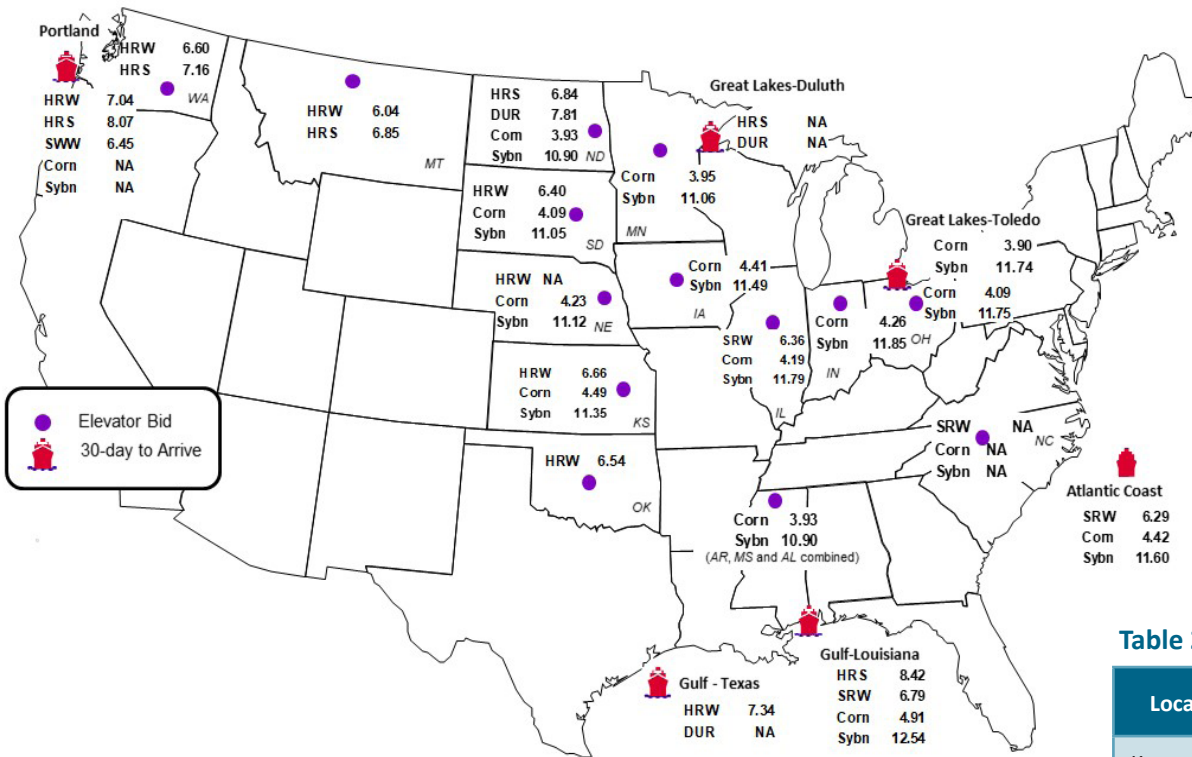 Portland
HRW 6.60
HRS 7.16
WA
HRW 7.04
HRS 8.07
SWW 6.45
Corn NA
Sybn NA
HRW 6.04
HRS 6.85
MT
HRS 6.84
DUR 7.81
Corn 3.93
Sybn 10.90
ND
HRW 6.40
Corn 4.09
Sybn 11.05
SD
HRW NA
Corn 4.23
Sybn 11.12
NE
HRW 6.66
Corn 4.49
Sybn 11.35
KS
HRW 6.54
OK
Great Lakes-Duluth
HRS NA
DUR NA
Corn 3.95
Sybn 11.06
MN
Corn 4.41
Sybn 11.49
IA
SRW 6.36
Corn 4.19
Sybn 11.79
IL
Great Lakes-Toledo
Corn 3.90
Sybn 11.74
Corn 4.09
Sybn 11.75
OH
Corn 4.26
Sybn 11.85
IN
SRW NA
Corn NA
Sybn NA
NC
Atlantic Coast
SRW 6.29
Corn 4.42
Sybn 11.60
Corn 3.93
Sybn 10.90
(AR, MS and AL combined)
Gulf-Louisiana
HRS 8.42
SRW 6.79
Corn 4.91
Sybn 12.54
Gulf - Texas
HRW 7.34
DUR NA
Elevator Bid
30-day to Arrive
Table
Loca